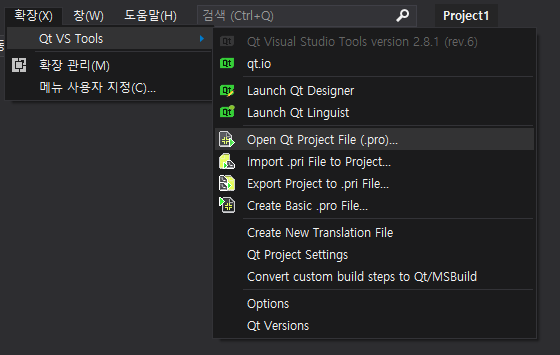 확장(X) 창(W) 도움말(H) 검색 (Ctrl+Q) Project1
Qt VS Tools
확장 관리(M)
메뉴 사용자 지정(C)...
Qt Visual Studio Tools version 2.8.1 (rev.6)
qt.io
Launch Qt Designer
Launch Qt Linguist
Open Qt Project File (.pro)...
Import .pri File to Project...
Export Project to .pri File...
Create Basic .pro File...
Create New Translation File
Qt Project Settings
Convert custom build steps to Qt/MSBuild
Options
Qt Versions